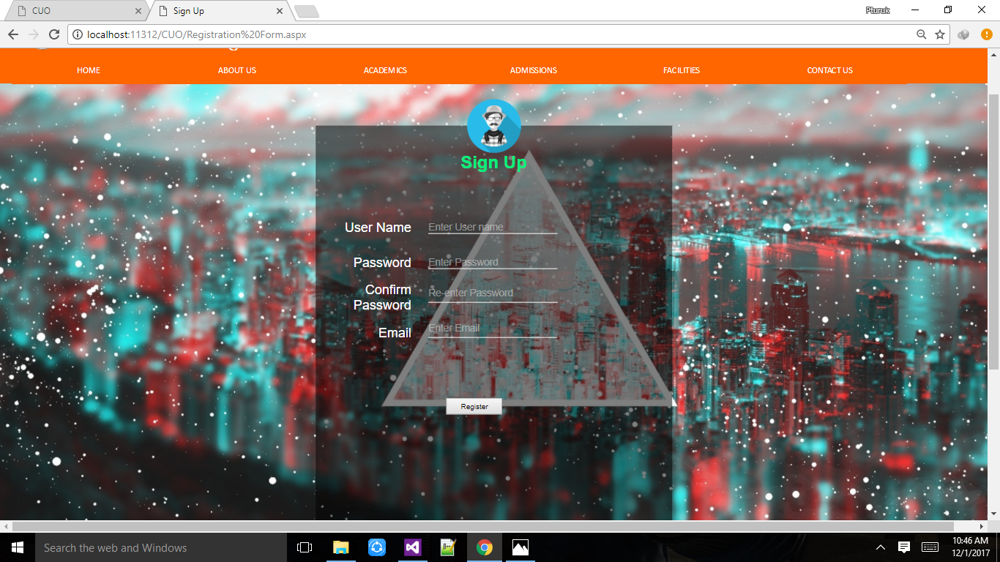 CUO
Sign Up
Pturuk
localhost:11312/CUO/Registration%20Form.aspx
HOME ABOUT US ACADEMICS ADMISSIONS FACILITIES CONTACT US
Sign Up
User Name Enter User name
Password Enter Password
Confirm Password Re-enter Password
Email Enter Email
Register
Search the web and Windows
10:46 AM
12/1/2017